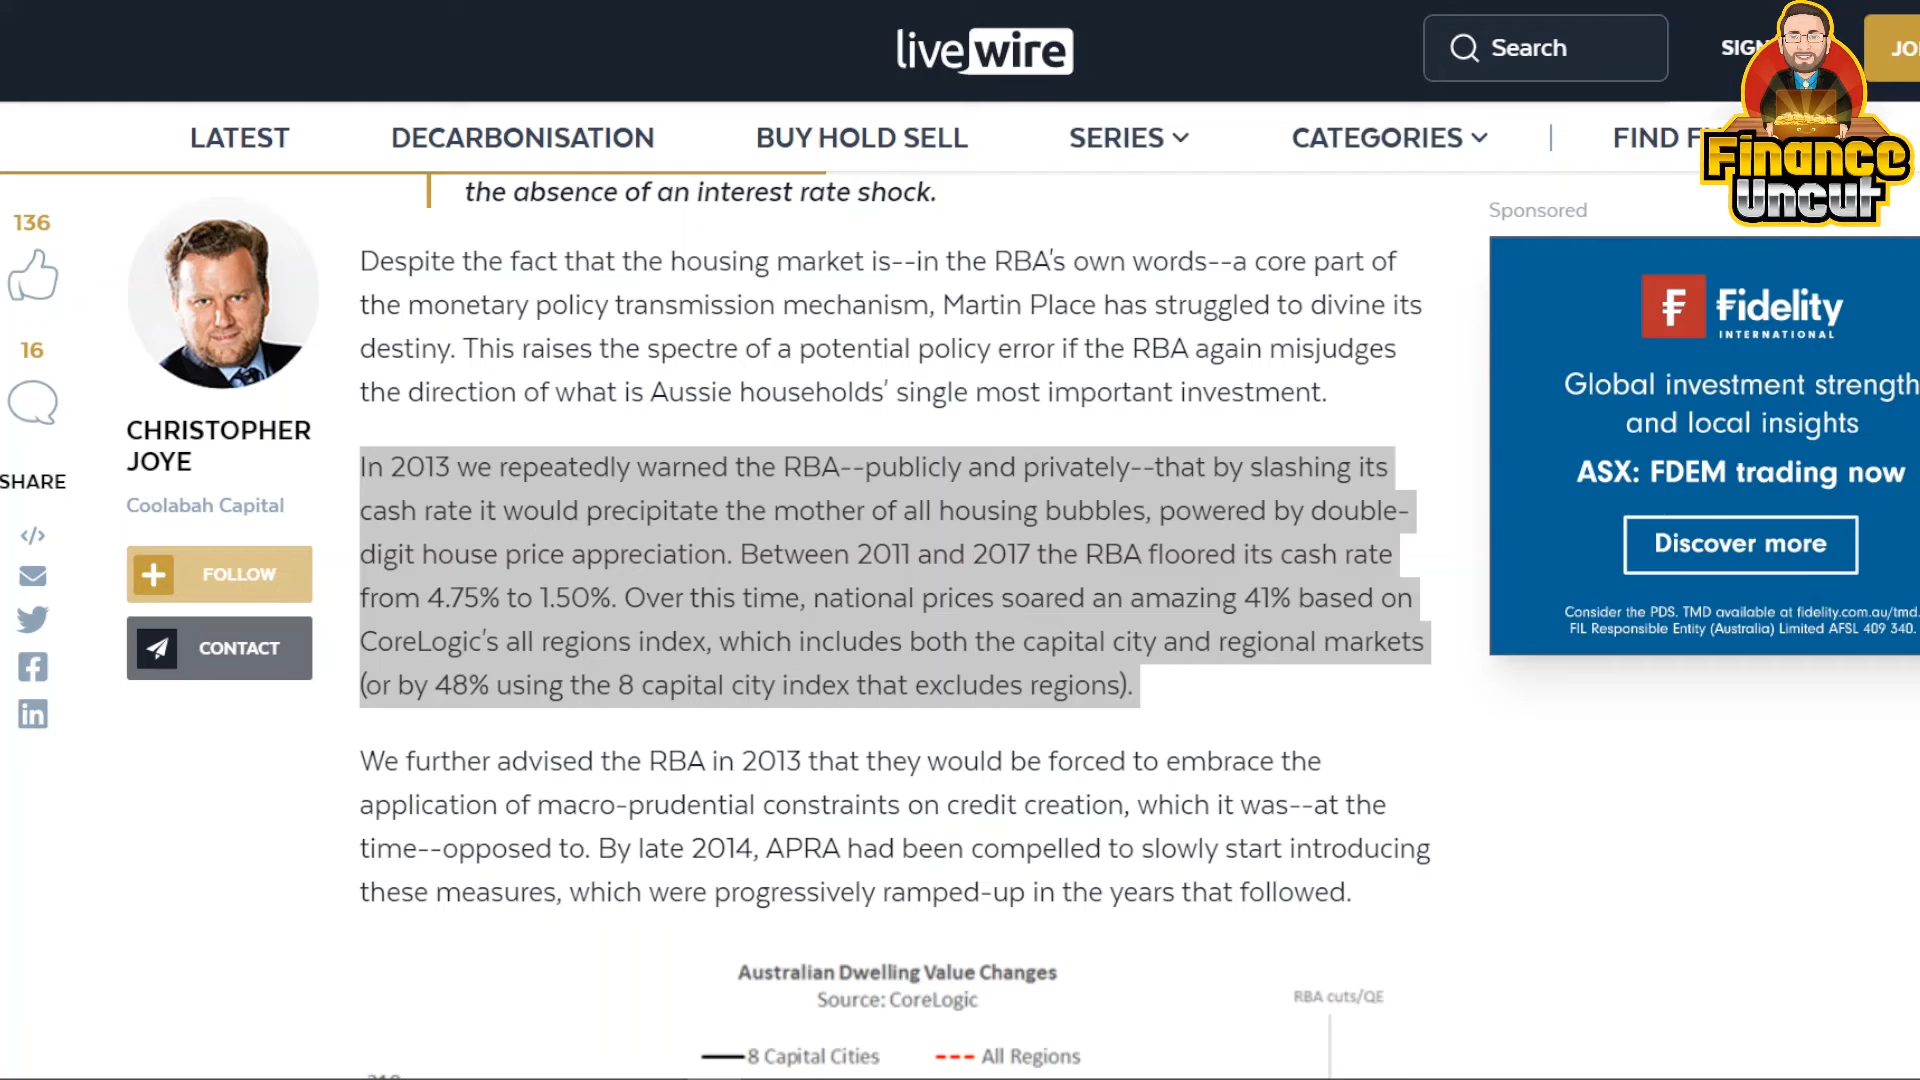 livewire
Search
SIGN
JOI
Finance
Uncut
LATEST
DECARBONISATION
BUY HOLD SELL
SERIES
CATEGORIES
FIND F
the absence of an interest rate shock.
136
16
SHARE
CHRISTOPHER
JOYE
Coolabah Capital
FOLLOW
CONTACT
Despite the fact that the housing market is--in the RBA's own words--a core part of
the monetary policy transmission mechanism, Martin Place has struggled to divine its
destiny. This raises the spectre of a potential policy error if the RBA again misjudges
the direction of what is Aussie households' single most important investment.
In 2013 we repeatedly warned the RBA--publicly and privately--that by slashing its
cash rate it would precipitate the mother of all housing bubbles, powered by double-
digit house price appreciation. Between 2011 and 2017 the RBA floored its cash rate
from 4.75% to 1.50%. Over this time, national prices soared an amazing 41% based on
CoreLogic's all regions index, which includes both the capital city and regional markets
(or by 48% using the 8 capital city index that excludes regions).
We further advised the RBA in 2013 that they would be forced to embrace the
application of macro-prudential constraints on credit creation, which it was--at the
time--opposed to. By late 2014, APRA had been compelled to slowly start introducing
these measures, which were progressively ramped-up in the years that followed.
Australian Dwelling Value Changes
Source: CoreLogic
RBA cuts/QE
8 Capital Cities
All Regions
Sponsored
Fidelity
INTERNATIONAL
Global investment strength
and local insights
ASX: FDEM trading now
Discover more
Consider the PDS. TMD available at fidelity.com.au/tmd.
FIL Responsible Entity (Australia) Limited AFSL 409 340.